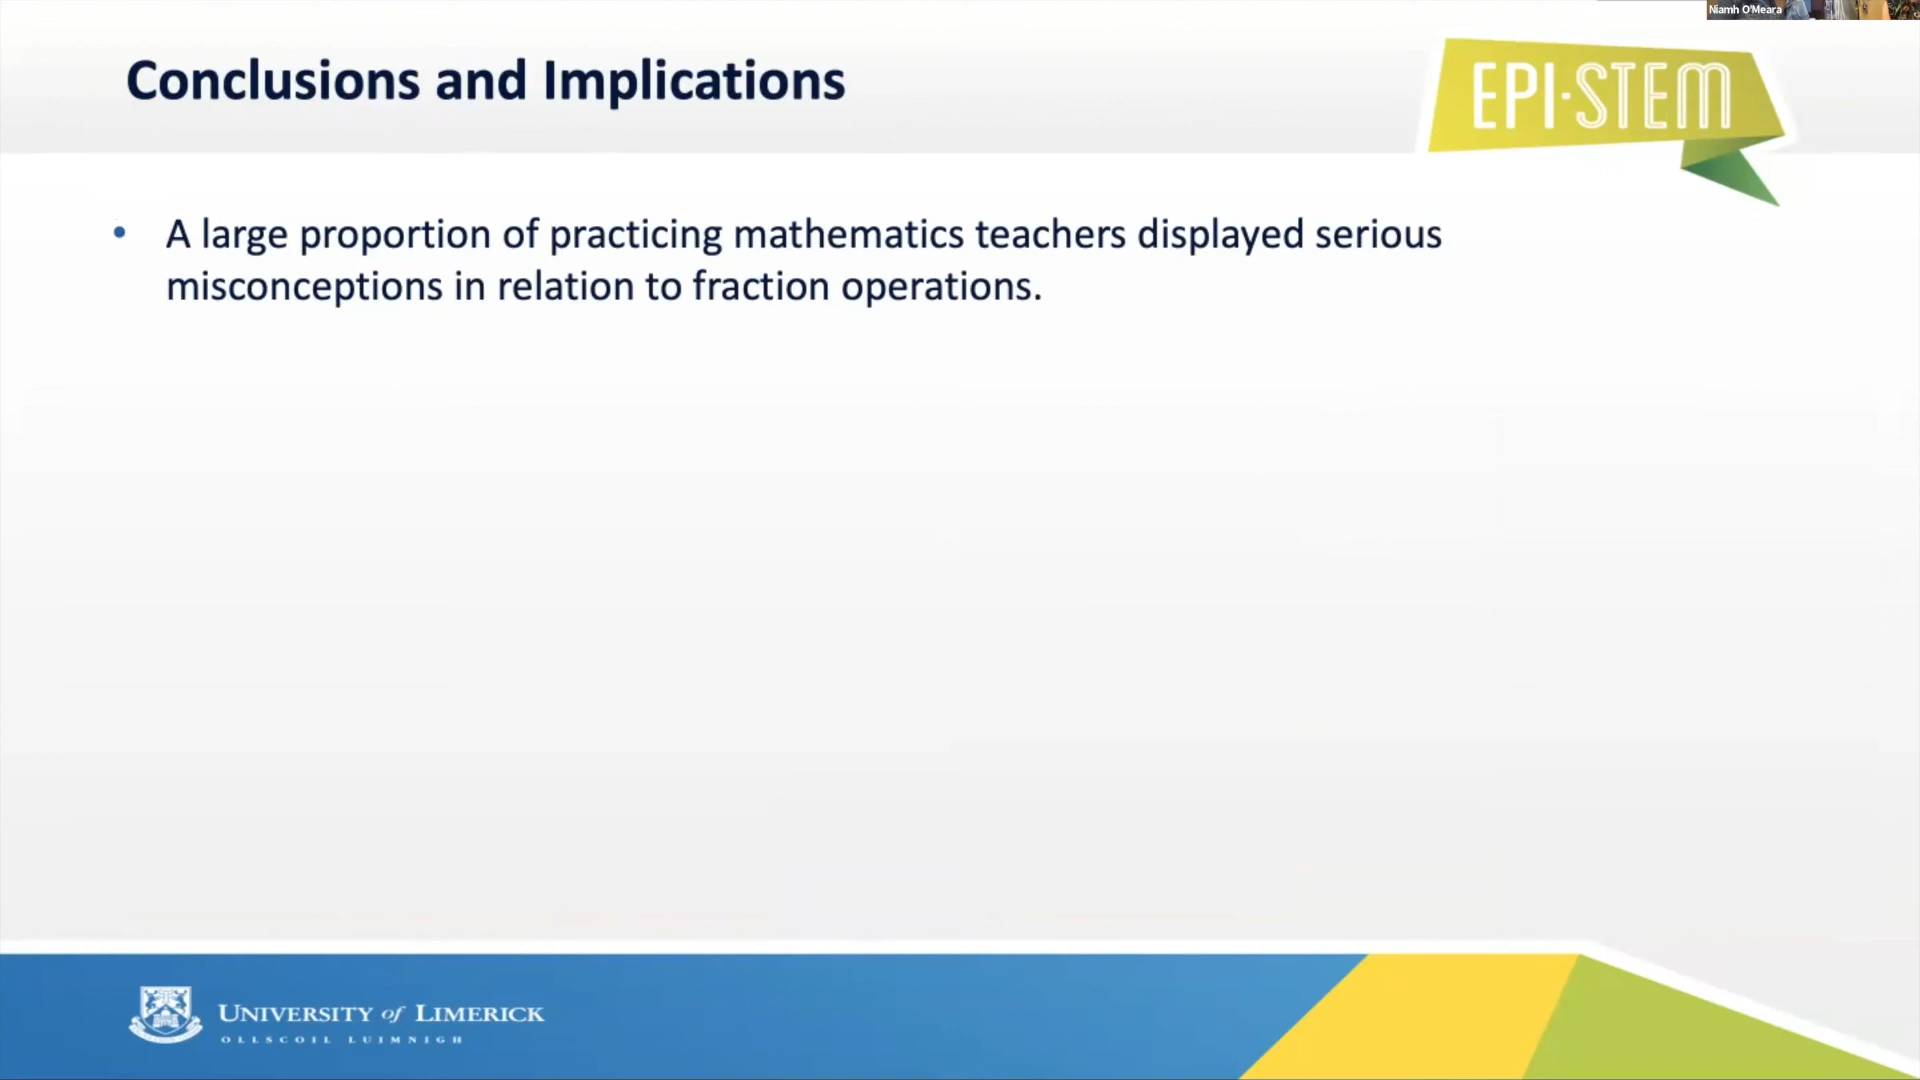 Niamh O'Meara
Conclusions and Implications
EPI·STEM
• A large proportion of practicing mathematics teachers displayed serious
misconceptions in relation to fraction operations.
UNIVERSITY of LIMERICK
OLLSCOIL LUIMNIGH